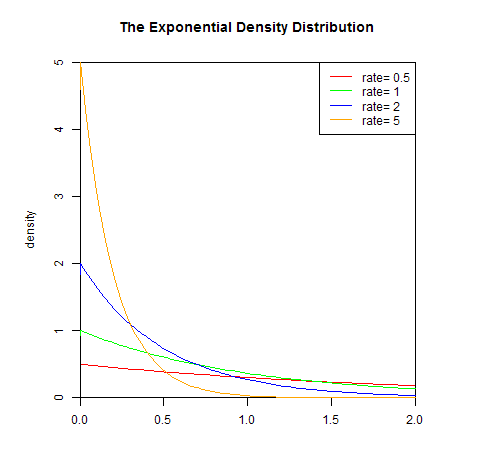 The Exponential Density Distribution
rate= 0.5
rate= 1
rate= 2
rate= 5
density
5
4
3
2
1
0
0.0 0.5 1.0 1.5 2.0